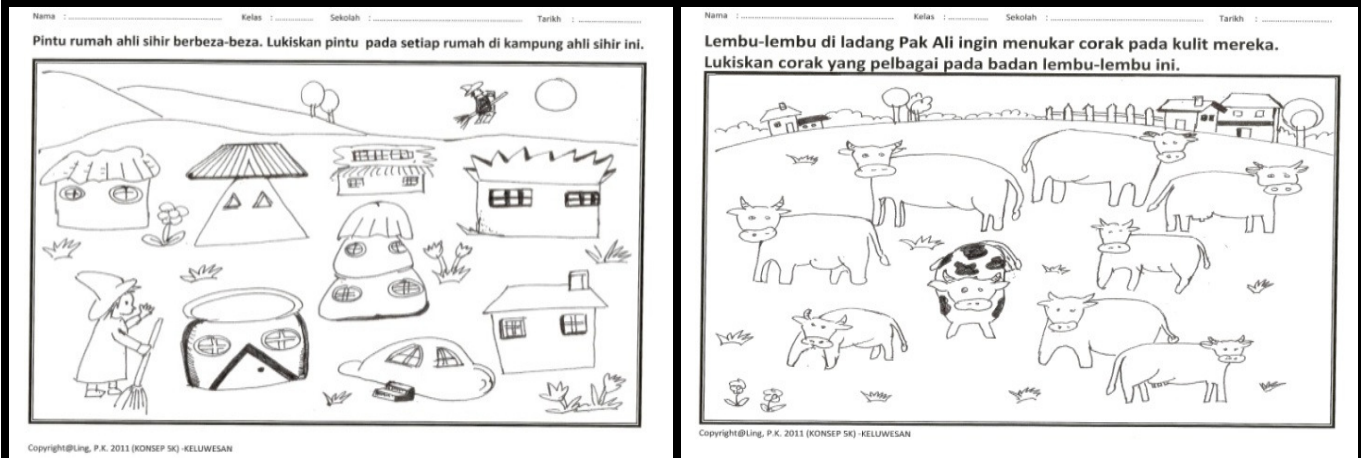 Nama : Kelas : Sekolah : Tarikh :
Pintu rumah ahli sihir berbeza-beza. Lukiskan pintu pada setiap rumah di kampung ahli sihir ini.
Copyright@Ling, P.K. 2011 (KONSEP 5K) -KELUWESAN
Nama : Kelas : Sekolah : Tarikh :
Lembu-lembu di ladang Pak Ali ingin menukar corak pada kulit mereka.
Lukiskan corak yang pelbagai pada badan lembu-lembu ini.
Copyright@Ling, P.K. 2011 (KONSEP 5K) -KELUWESAN